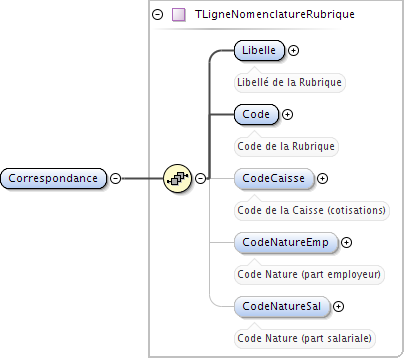 TLigneNomenclatureRubrique
Libelle
Libellé de la Rubrique
Code
Code de la Rubrique
Correspondance
CodeCaisse
Code de la Caisse (cotisations)
CodeNatureEmp
Code Nature (part employeur)
CodeNatureSal
Code Nature (part salariale)